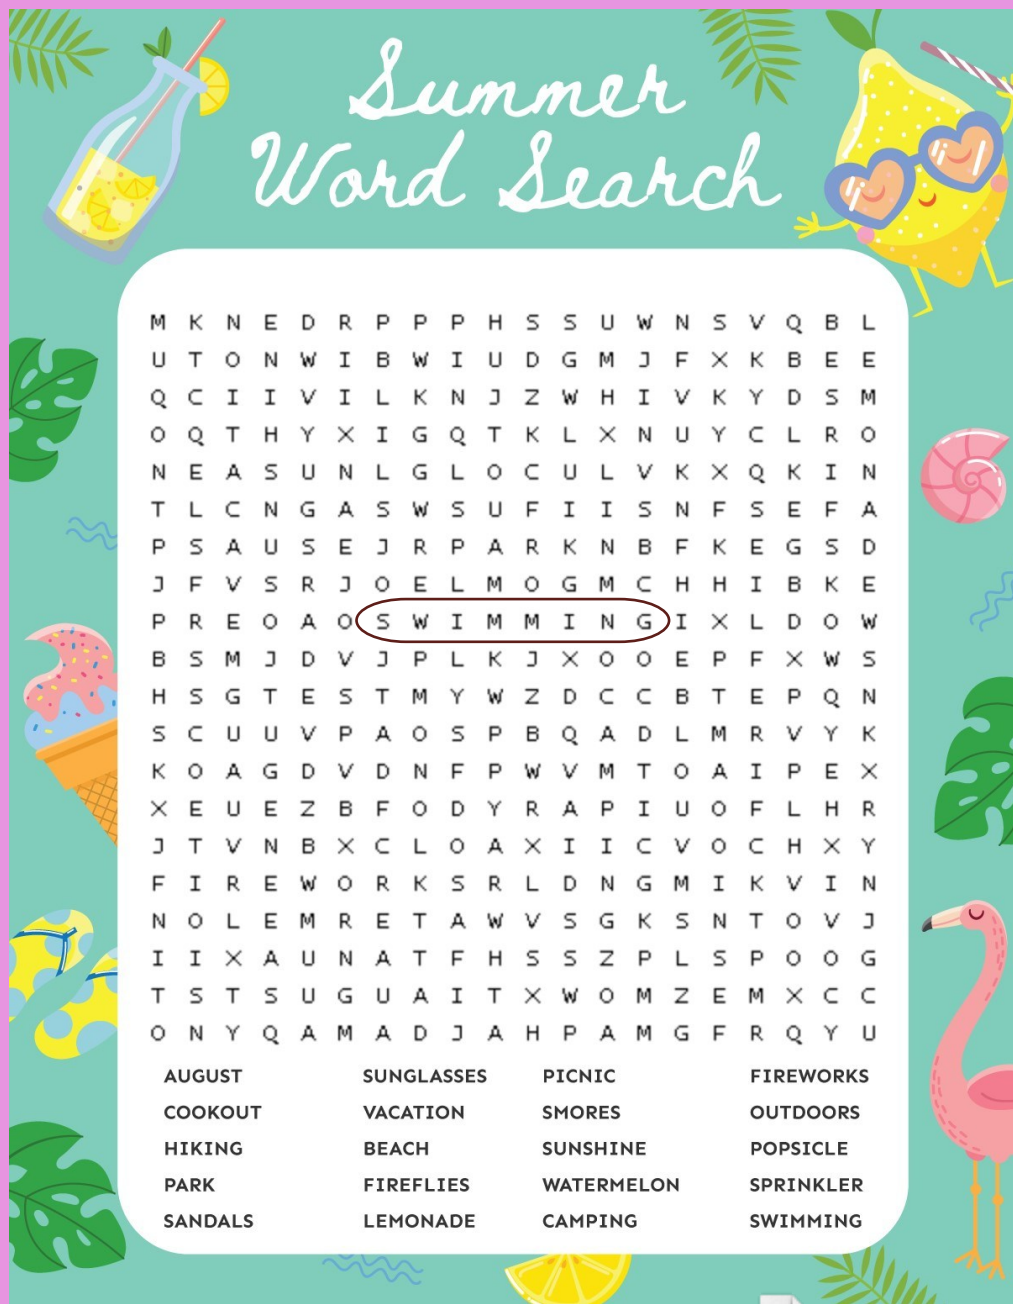 Summer
Word Search
M K N E D R P P P H S S U W N S V Q B L
U T O N W I B W I U D G M J F X K B E E
Q C I I V I L K N J Z W H I V K Y D S M
O Q T H Y X I G Q T K L X N U Y C L R O
N E A S U N L G L O C U L V K X Q K I N
T L C N G A S W S U F I I S N F S E F A
P S A U S E J R P A R K N B F K E G S D
J F V S R J O E L M O G M C H H I B K E
P R E O A O S W I M M I N G I X L D O W
B S M J D V J P L K J X O O E P F X W S
H S G T E S T M Y W Z D C C B T E P Q N
S C U U V P A O S P B Q A D L M R V Y K
K O A G D V D N F P W V M T O A I P E X
X E U E Z B F O D Y R A P I U O F L H R
J T V N B X C L O A X I I C V O C H X Y
F I R E W O R K S R L D N G M I K V I N
N O L E M R E T A W V S G K S N T O V J
I I X A U N A T F H S S Z P L S P O O G
T S T S U G U A I T X W O M Z E M X C C
O N Y Q A M A D J A H P A M G F R Q Y U
AUGUST SUNGLASSES PICNIC FIREWORKS
COOKOUT VACATION SMORES OUTDOORS
HIKING BEACH SUNSHINE POPSICLE
PARK FIREFLIES WATERMELON SPRINKLER
SANDALS LEMONADE CAMPING SWIMMING